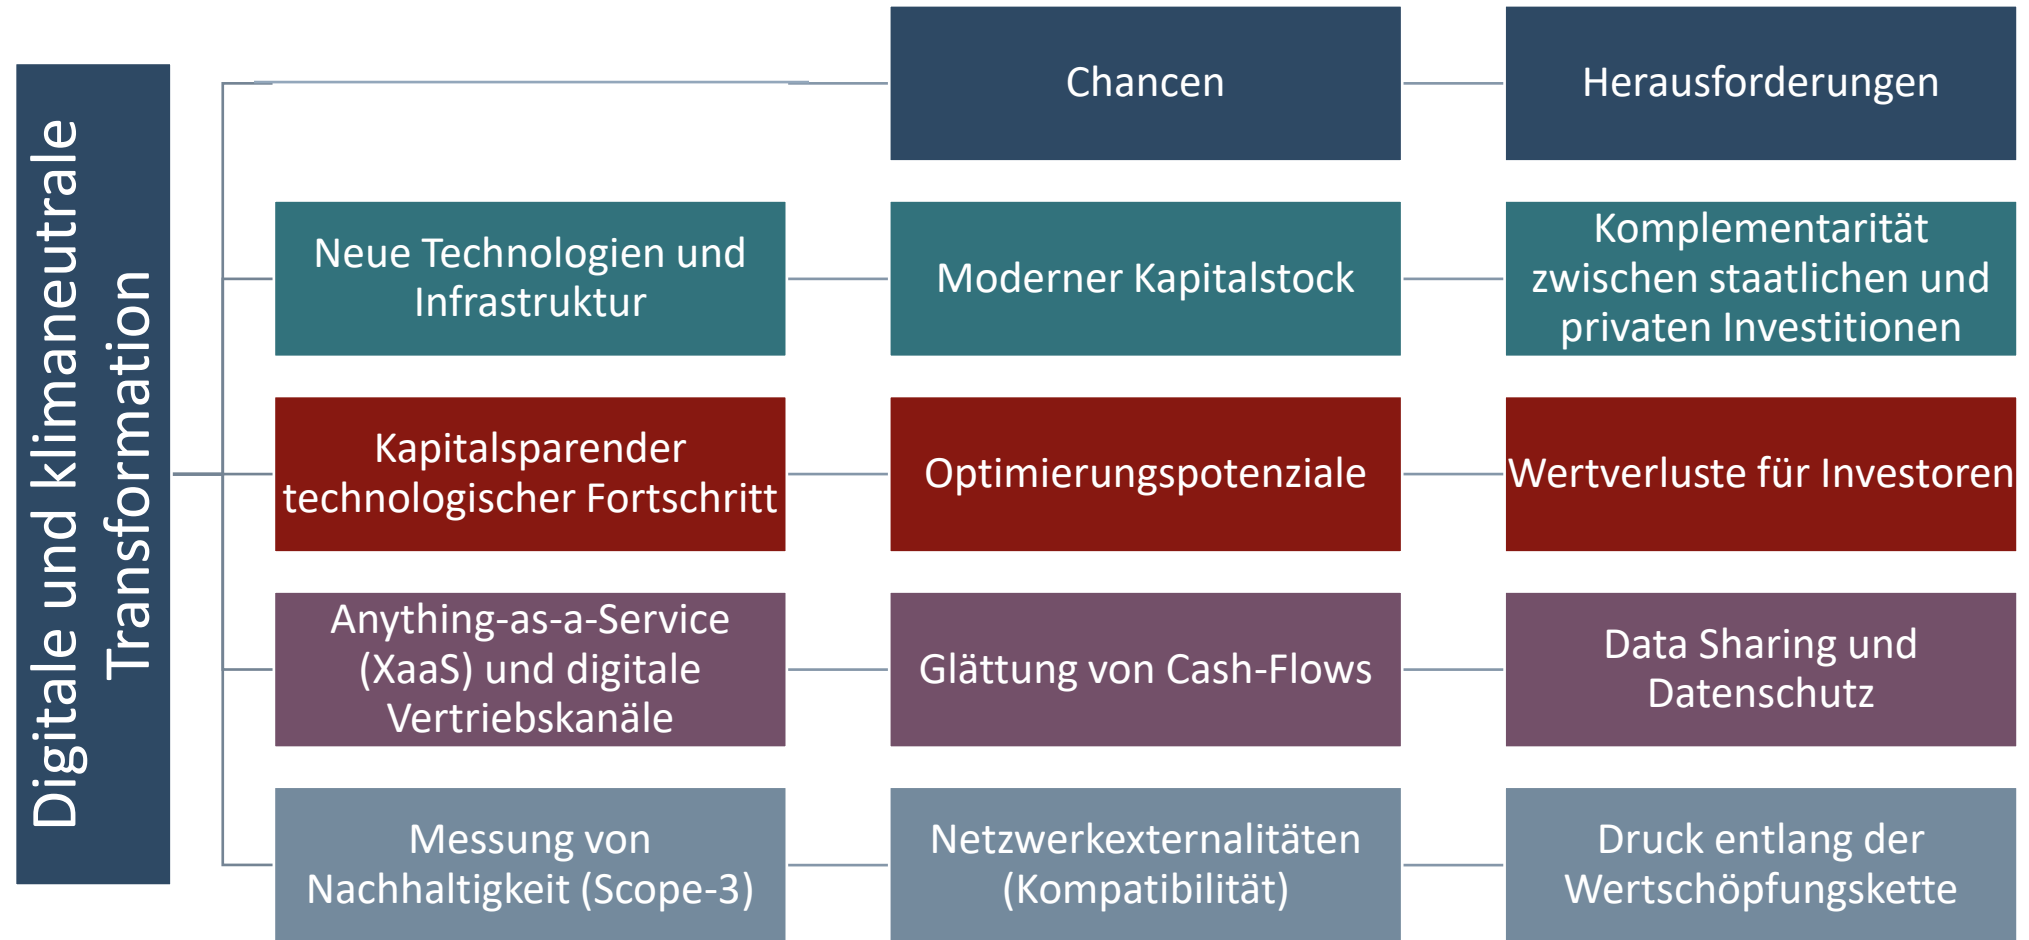 Digitale und klimaneutrale
Transformation
Chancen
Herausforderungen
Neue Technologien und
Infrastruktur
Moderner Kapitalstock
Komplementarität
zwischen staatlichen und
privaten Investitionen
Kapitalsparender
technologischer Fortschritt
Optimierungspotenziale
Wertverluste für Investoren
Anything-as-a-Service
(XaaS) und digitale
Vertriebskanäle
Glättung von Cash-Flows
Data Sharing und
Datenschutz
Messung von
Nachhaltigkeit (Scope-3)
Netzwerkexternalitäten
(Kompatibilität)
Druck entlang der
Wertschöpfungskette